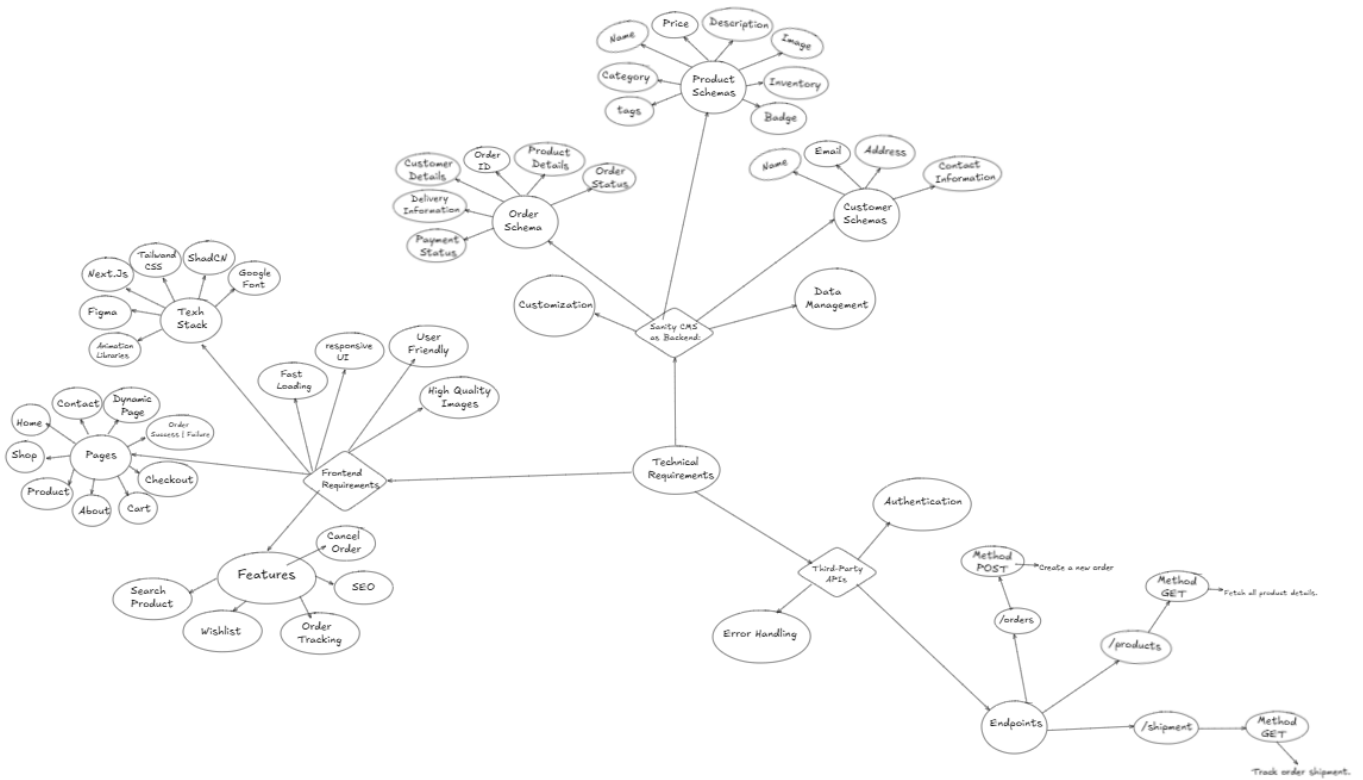 Name
Price
Description
Image
Category
Product
Schemas
Inventory
tags
Badge
Customer
Details
Order
ID
Product
Details
Order
Status
Delivery
Information
Order
Schema
Payment
Status
Name
Email
Address
Contact
Information
Customer
Schemas
Next.Js
Tailwand
CSS
ShadCN
Google
Font
Figma
Texh
Stack
Animation
Libraries
Customization
Sanity CMS
as Backend:
Data
Management
Fast
Loading
responsive
UI
User
Friendly
High Quality
Images
Home
Contact
Dynamic
Page
Order
Success | Failure
Shop
Pages
Checkout
Product
About
Cart
Frontend
Requirements
Technical
Requirements
Cancel
Order
Features
SEO
Search
Product
Wishlist
Order
Tracking
Authentication
Third-Party
APIs
Error Handling
Method
POST
Create a new order
/orders
Method
GET
Fetch all product details.
/products
Endpoints
/shipment
Method
GET
Track order shipment.